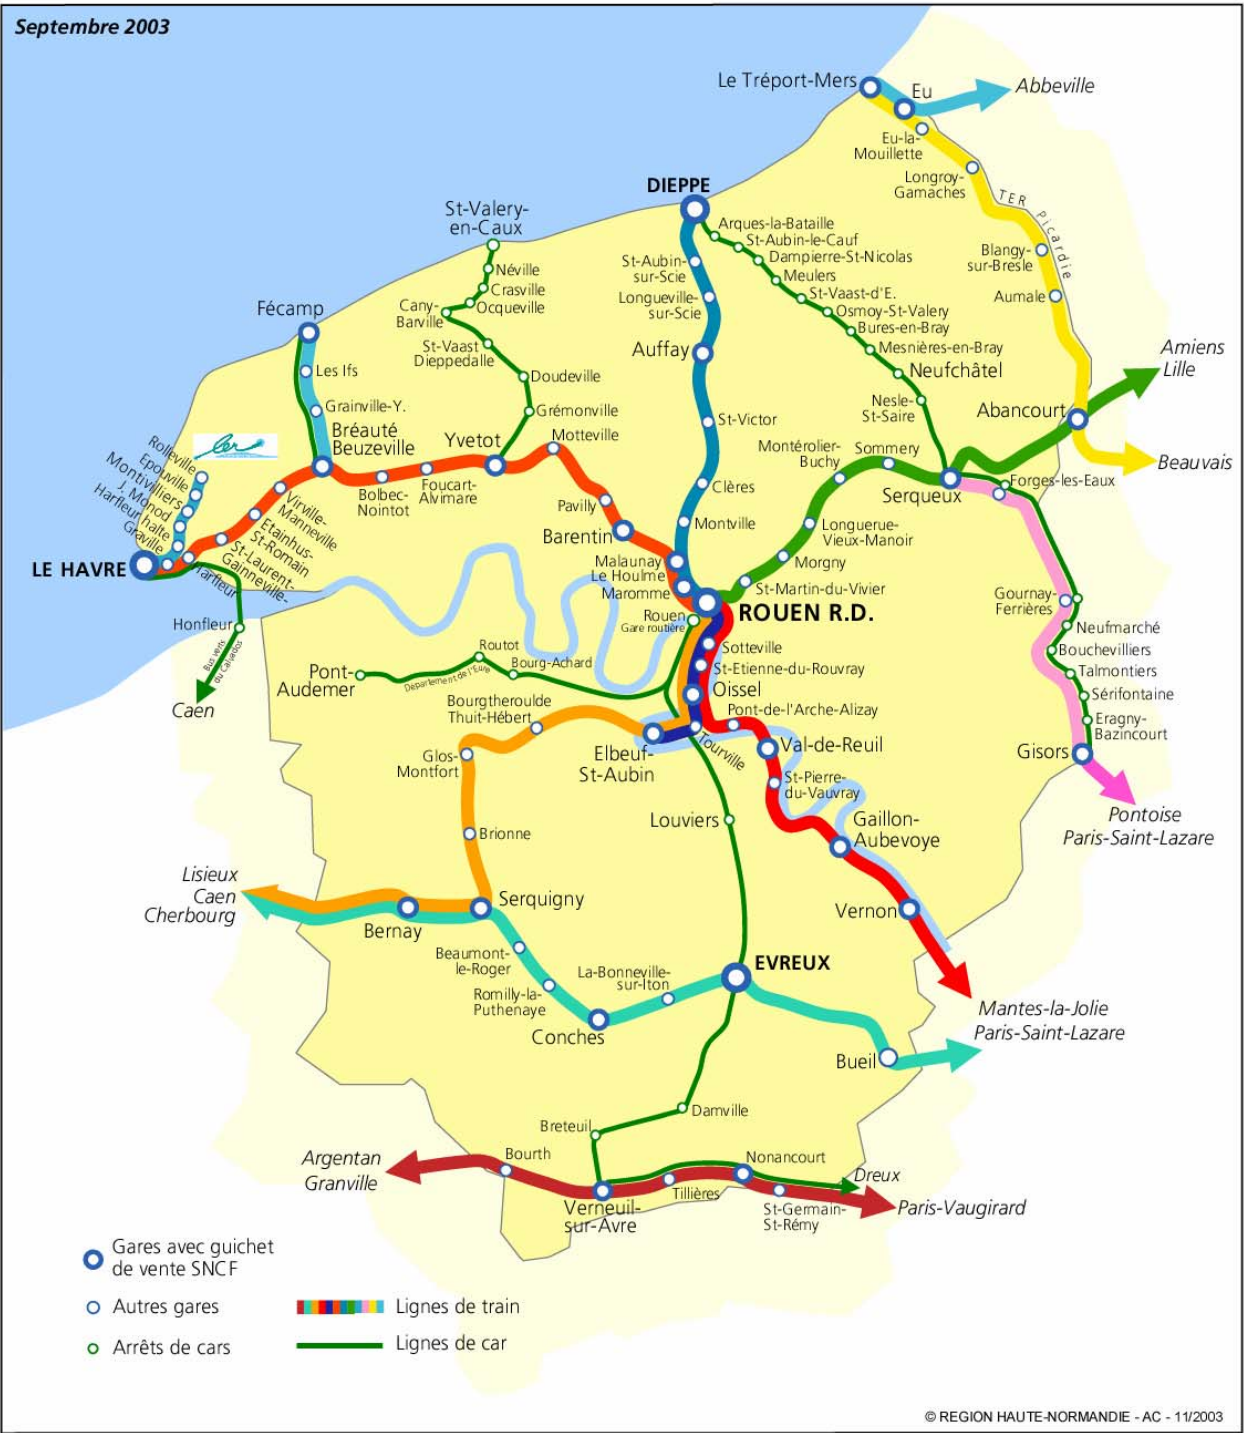 Septembre 2003
Le Tréport-Mers
Eu
Abbeville
Eu-la-
Mouillette
Longroy-
Gamaches
TER Picardie
Blangy-
sur-Bresle
Aumale
DIEPPE
Arques-la-Bataille
St-Aubin-le-Cauf
Dampierre-St-Nicolas
Meulers
St-Vaast-d'E.
Osmoy-St-Valery
Bures-en-Bray
Mesnières-en-Bray
Neufchâtel
Nesle-
St-Saire
St-Aubin-
sur-Scie
Longueville-
sur-Scie
Auffay
St-Victor
Clères
Montville
St-Valery-
en-Caux
Néville
Crasville
Ocqueville
Cany-
Barville
St-Vaast
Dieppedalle
Doudeville
Grémonville
Fécamp
Les Ifs
Grainville-Y.
Bréauté
Beuzeville
Yvetot
Motteville
Bolbec-
Nointot
Foucart-
Alvimare
Pavilly
Barentin
Malaunay
Le Houlme
Maromme
ter
Rolleville
Epouville
Montivilliers
J. Monod
Harfleur halte
Graville
LE HAVRE
Harfleur
Virville-
Manneville
Etainhus-
St-Romain
St-Laurent-
Gainneville-
Honfleur
Bus verts
du Calvados
Caen
Amiens
Lille
Abancourt
Beauvais
Montérolier-
Buchy
Sommery
Serqueux
Forges-les-Eaux
Longuerue-
Vieux-Manoir
Morgny
St-Martin-du-Vivier
ROUEN R.D.
Rouen
Gare routière
Sotteville
St-Etienne-du-Rouvray
Oissel
Pont-de-l'Arche-Alizay
Tourville
Elbeuf-
St-Aubin
Pont-
Audemer
Routot
Bourg-Achard
Departement de l'Eure
Bourgtheroulde
Thuit-Hébert
Glos-
Montfort
Brionne
Gournay-
Ferrières
Neufmarché
Bouchevilliers
Talmontiers
Sérifontaine
Eragny-
Bazincourt
Gisors
Pontoise
Paris-Saint-Lazare
Val-de-Reuil
St-Pierre-
du-Vauvray
Louviers
Gaillon-
Aubevoye
Vernon
Mantes-la-Jolie
Paris-Saint-Lazare
Lisieux
Caen
Cherbourg
Bernay
Serquigny
Beaumont-
le-Roger
Romilly-la-
Puthenaye
Conches
La-Bonneville-
sur-Iton
EVREUX
Bueil
Damville
Breteuil
Argentan
Granville
Bourth
Verneuil-
sur-Avre
Tillières
Nonancourt
St-Germain-
St-Rémy
Dreux
Paris-Vaugirard
Gares avec guichet
de vente SNCF
Autres gares
Arrêts de cars
Lignes de train
Lignes de car
© REGION HAUTE-NORMANDIE - AC - 11/2003